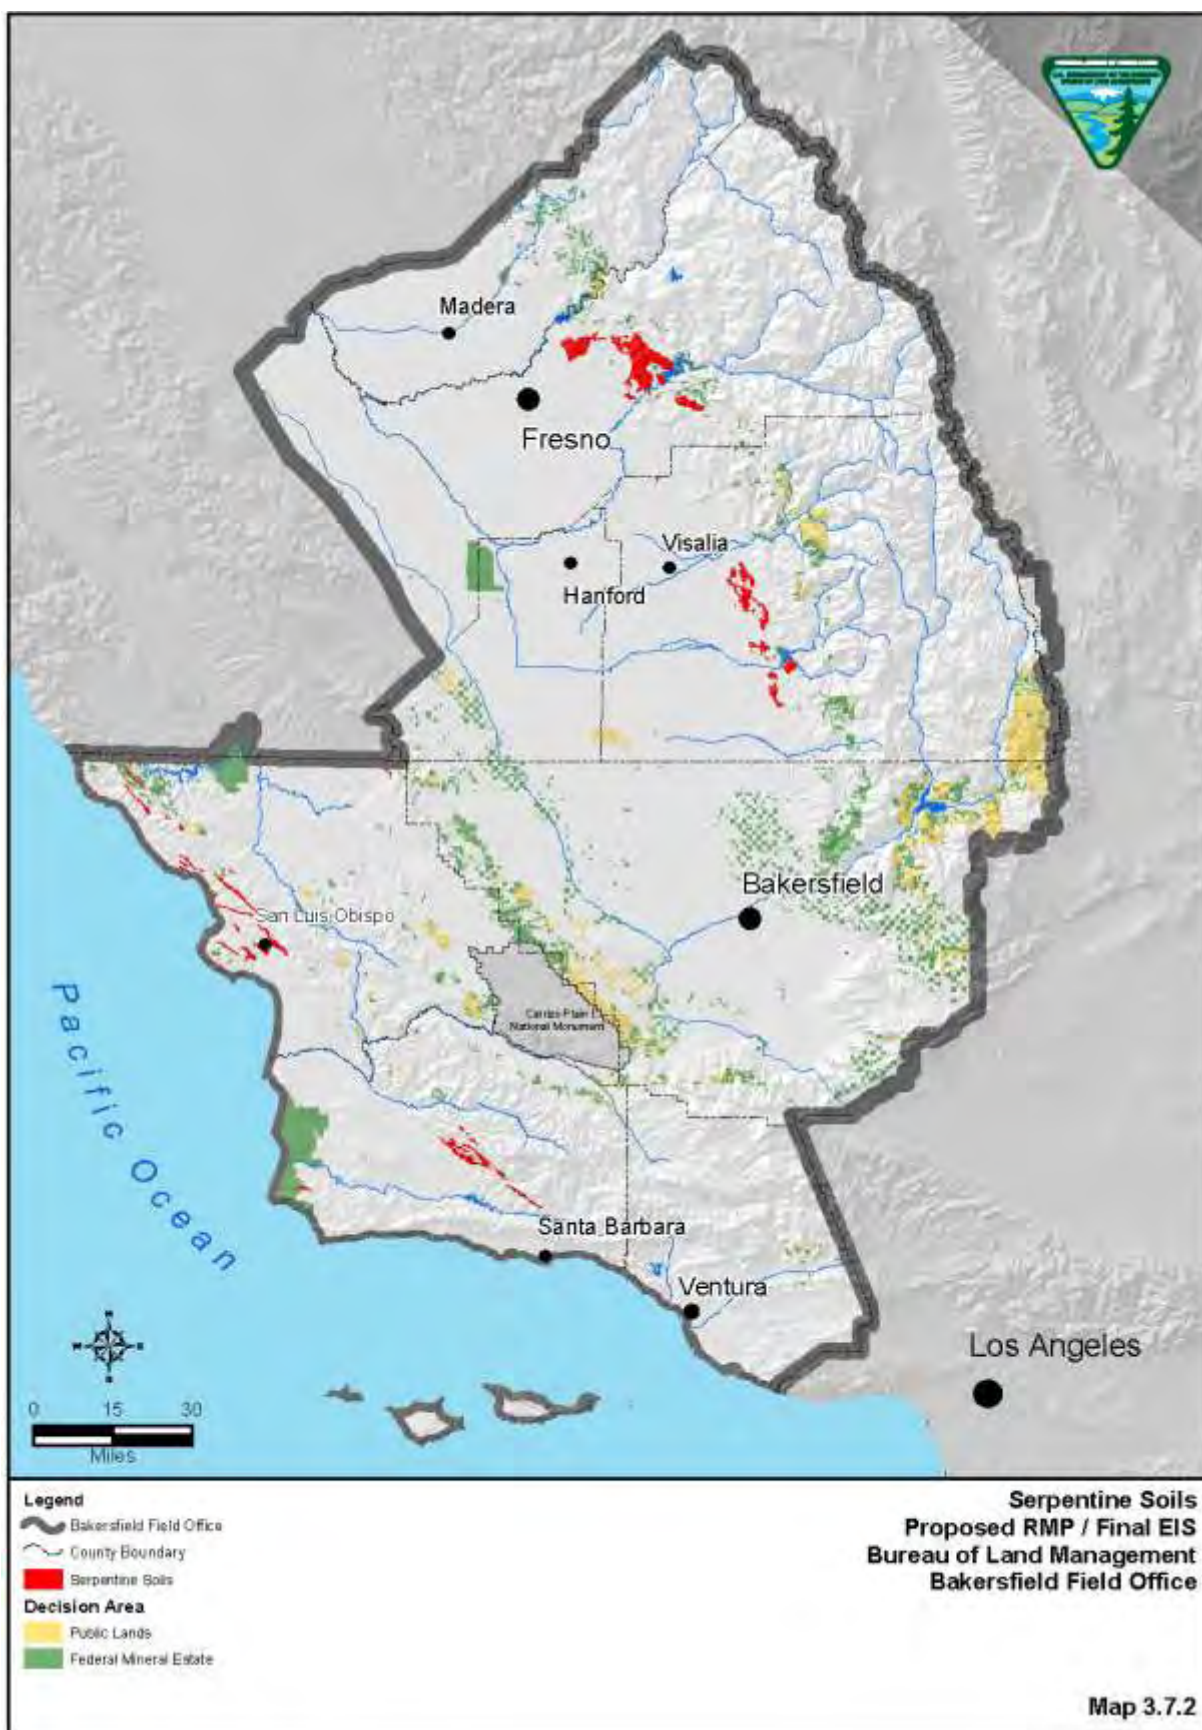 Madera
Fresno
Visalia
Hanford
Bakersfield
San Luis Obispo
Carrizo Plain
National Monument
Pacific Ocean
Santa Barbara
Ventura
Los Angeles
N
W E
S
0 15 30
Miles
Legend
Bakersfield Field Office
County Boundary
Serpentine Soils
Decision Area
Public Lands
Federal Mineral Estate
Serpentine Soils
Proposed RMP / Final EIS
Bureau of Land Management
Bakersfield Field Office
Map 3.7.2